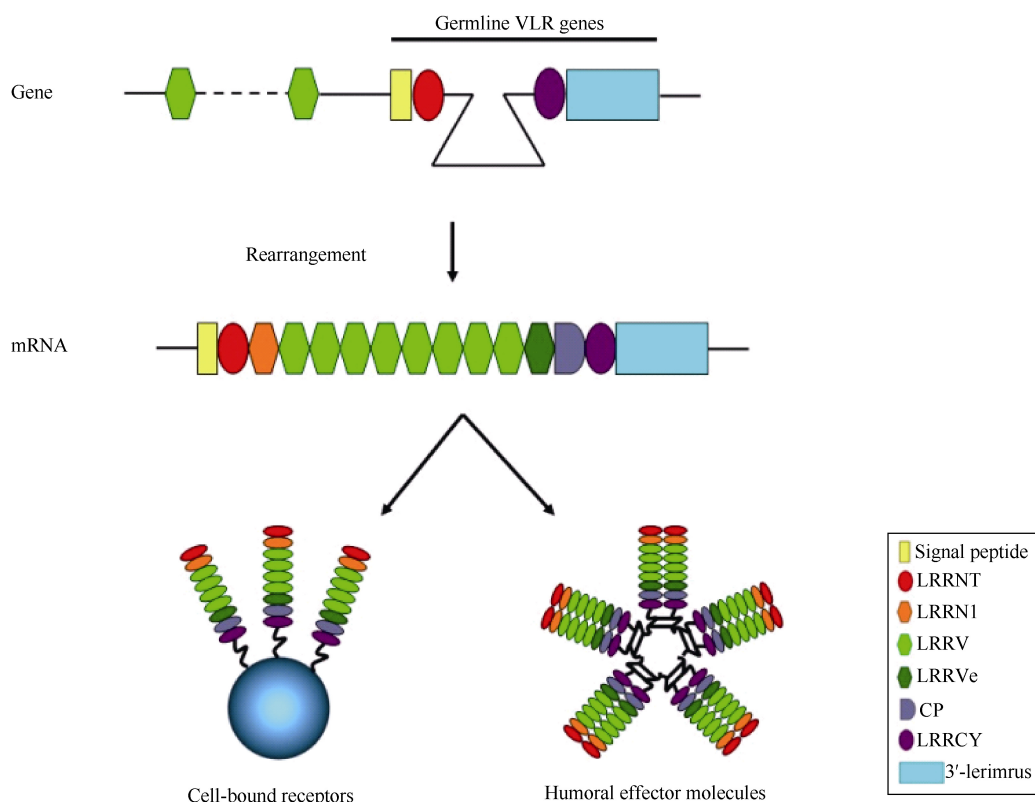 Germline VLR genes
Gene
Rearrangement
mRNA
Cell-bound receptors
Humoral effector molecules
Signal peptide
LRRNT
LRRN1
LRRV
LRRVe
CP
LRRCY
3′-lerimrus